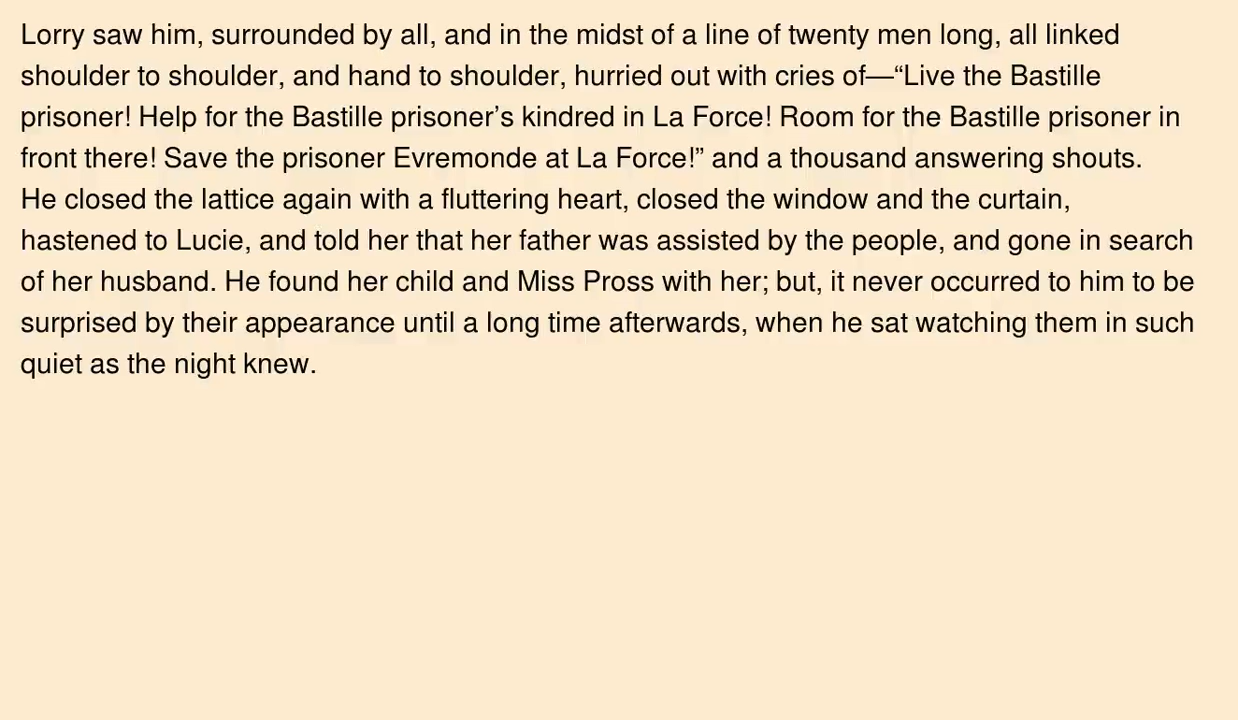 Lorry saw him, surrounded by all, and in the midst of a line of twenty men long, all linked
shoulder to shoulder, and hand to shoulder, hurried out with cries of—“Live the Bastille
prisoner! Help for the Bastille prisoner’s kindred in La Force! Room for the Bastille prisoner in
front there! Save the prisoner Evremonde at La Force!” and a thousand answering shouts.
He closed the lattice again with a fluttering heart, closed the window and the curtain,
hastened to Lucie, and told her that her father was assisted by the people, and gone in search
of her husband. He found her child and Miss Pross with her; but, it never occurred to him to be
surprised by their appearance until a long time afterwards, when he sat watching them in such
quiet as the night knew.